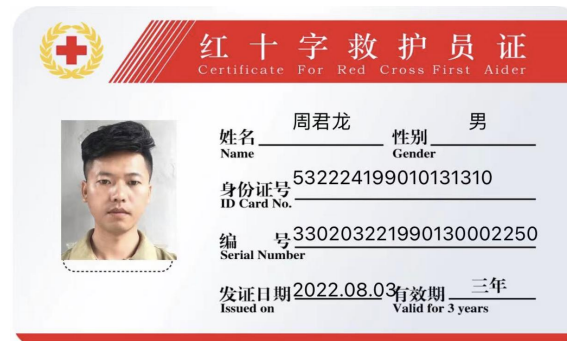 红十字救护员证
Certificate For Red Cross First Aider
姓名 周君龙 性别 男
Name Gender
身份证号 532224199010131310
ID Card No.
编 号 330203221990130002250
Serial Number
发证日期 2022.08.03 有效期 三年
Issued on Valid for 3 years